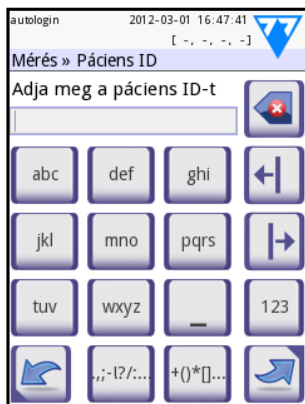 autologin 2012-03-01 16:47:41
[ -, -, -, -]
Mérés » Páciens ID
Adja meg a páciens ID-t
abc def ghi
jkl mno pqrs
tuv wxyz _ 123
.,;-!?/:... +()*[]...